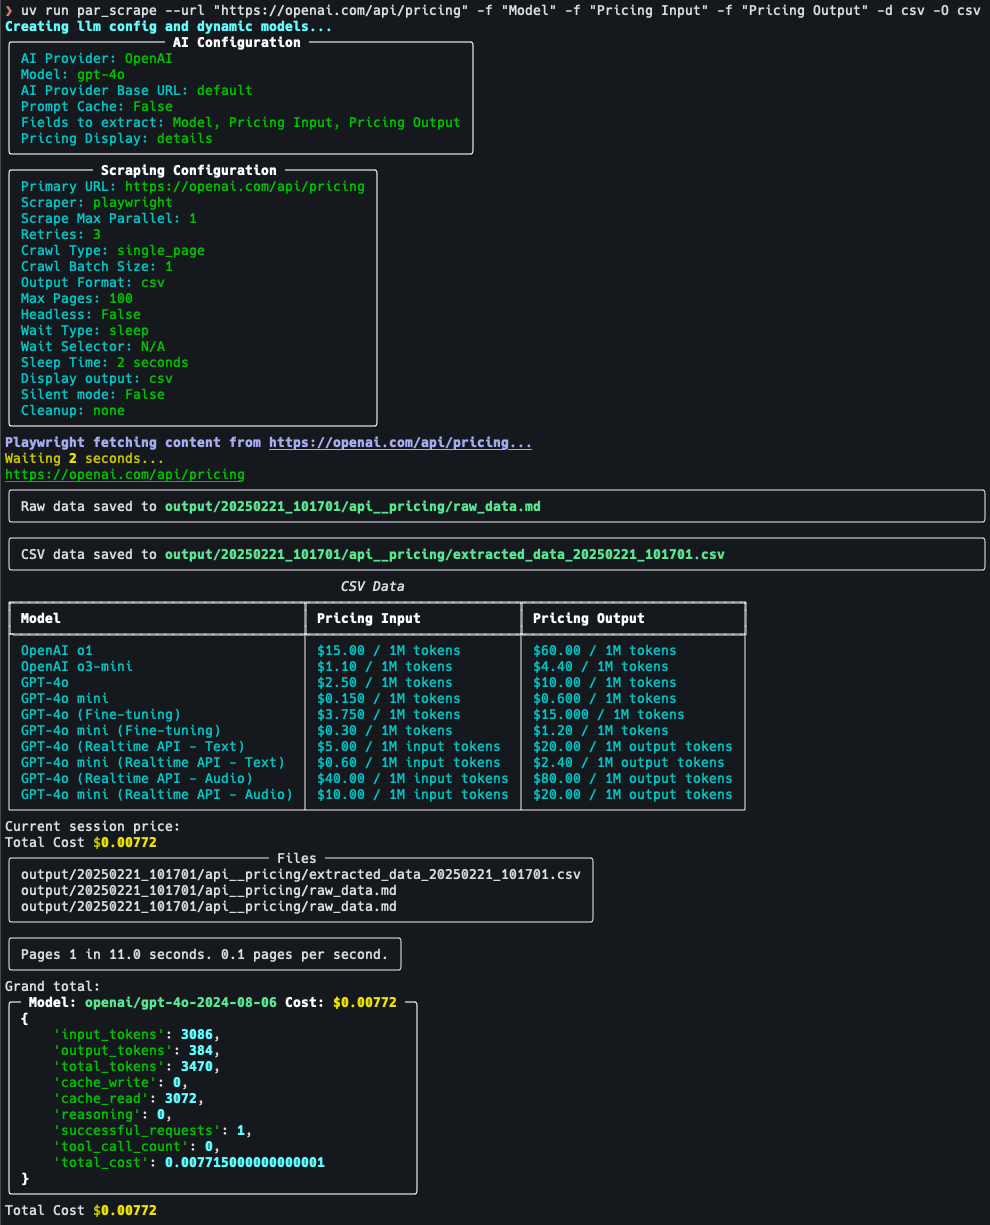 ❯ uv run par_scrape --url "https://openai.com/api/pricing" -f "Model" -f "Pricing Input" -f "Pricing Output" -d csv -O csv
Creating llm config and dynamic models...
AI Configuration
AI Provider: OpenAI
Model: gpt-4o
AI Provider Base URL: default
Prompt Cache: False
Fields to extract: Model, Pricing Input, Pricing Output
Pricing Display: details
Scraping Configuration
Primary URL: https://openai.com/api/pricing
Scraper: playwright
Scrape Max Parallel: 1
Retries: 3
Crawl Type: single_page
Crawl Batch Size: 1
Output Format: csv
Max Pages: 100
Headless: False
Wait Type: sleep
Wait Selector: N/A
Sleep Time: 2 seconds
Display output: csv
Silent mode: False
Cleanup: none
Playwright fetching content from https://openai.com/api/pricing...
Waiting 2 seconds...
https://openai.com/api/pricing
Raw data saved to output/20250221_101701/api__pricing/raw_data.md
CSV data saved to output/20250221_101701/api__pricing/extracted_data_20250221_101701.csv
CSV Data
Model Pricing Input Pricing Output
OpenAI o1 $15.00 / 1M tokens $60.00 / 1M tokens
OpenAI o3-mini $1.10 / 1M tokens $4.40 / 1M tokens
GPT-4o $2.50 / 1M tokens $10.00 / 1M tokens
GPT-4o mini $0.150 / 1M tokens $0.600 / 1M tokens
GPT-4o (Fine-tuning) $3.750 / 1M tokens $15.000 / 1M tokens
GPT-4o mini (Fine-tuning) $0.30 / 1M tokens $1.20 / 1M tokens
GPT-4o (Realtime API - Text) $5.00 / 1M input tokens $20.00 / 1M output tokens
GPT-4o mini (Realtime API - Text) $0.60 / 1M input tokens $2.40 / 1M output tokens
GPT-4o (Realtime API - Audio) $40.00 / 1M input tokens $80.00 / 1M output tokens
GPT-4o mini (Realtime API - Audio) $10.00 / 1M input tokens $20.00 / 1M output tokens
Current session price:
Total Cost $0.00772
Files
output/20250221_101701/api__pricing/extracted_data_20250221_101701.csv
output/20250221_101701/api__pricing/raw_data.md
output/20250221_101701/api__pricing/raw_data.md
Pages 1 in 11.0 seconds. 0.1 pages per second.
Grand total:
Model: openai/gpt-4o-2024-08-06 Cost: $0.00772
{
'input_tokens': 3086,
'output_tokens': 384,
'total_tokens': 3470,
'cache_write': 0,
'cache_read': 3072,
'reasoning': 0,
'successful_requests': 1,
'tool_call_count': 0,
'total_cost': 0.007715000000000001
}
Total Cost $0.00772